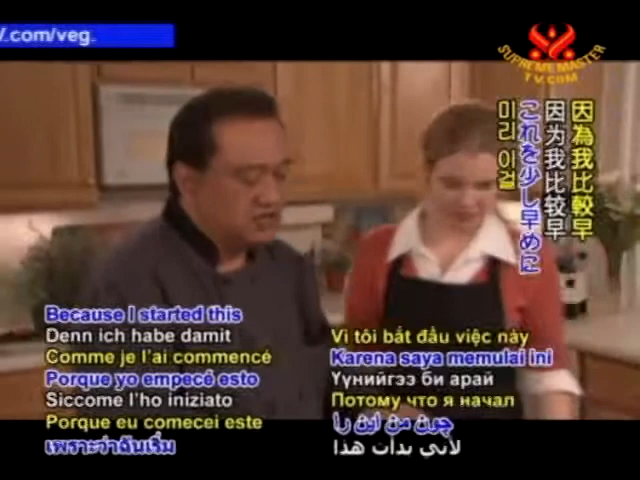 /.com/veg.
SUPREME MASTER
TV.COM
因為我比較早
因为我比较早
これを少し早めに
미리 이걸
Because I started this
Denn ich habe damit
Comme je l'ai commencé
Porque yo empecé esto
Siccome l'ho iniziato
Porque eu comecei este
เพราะว่าฉันเริ่ม
Vì tôi bắt đầu việc này
Karena saya memulai ini
Үүнийгээ би арай
Потому что я начал
چون من این را
لأني بدأت هذا